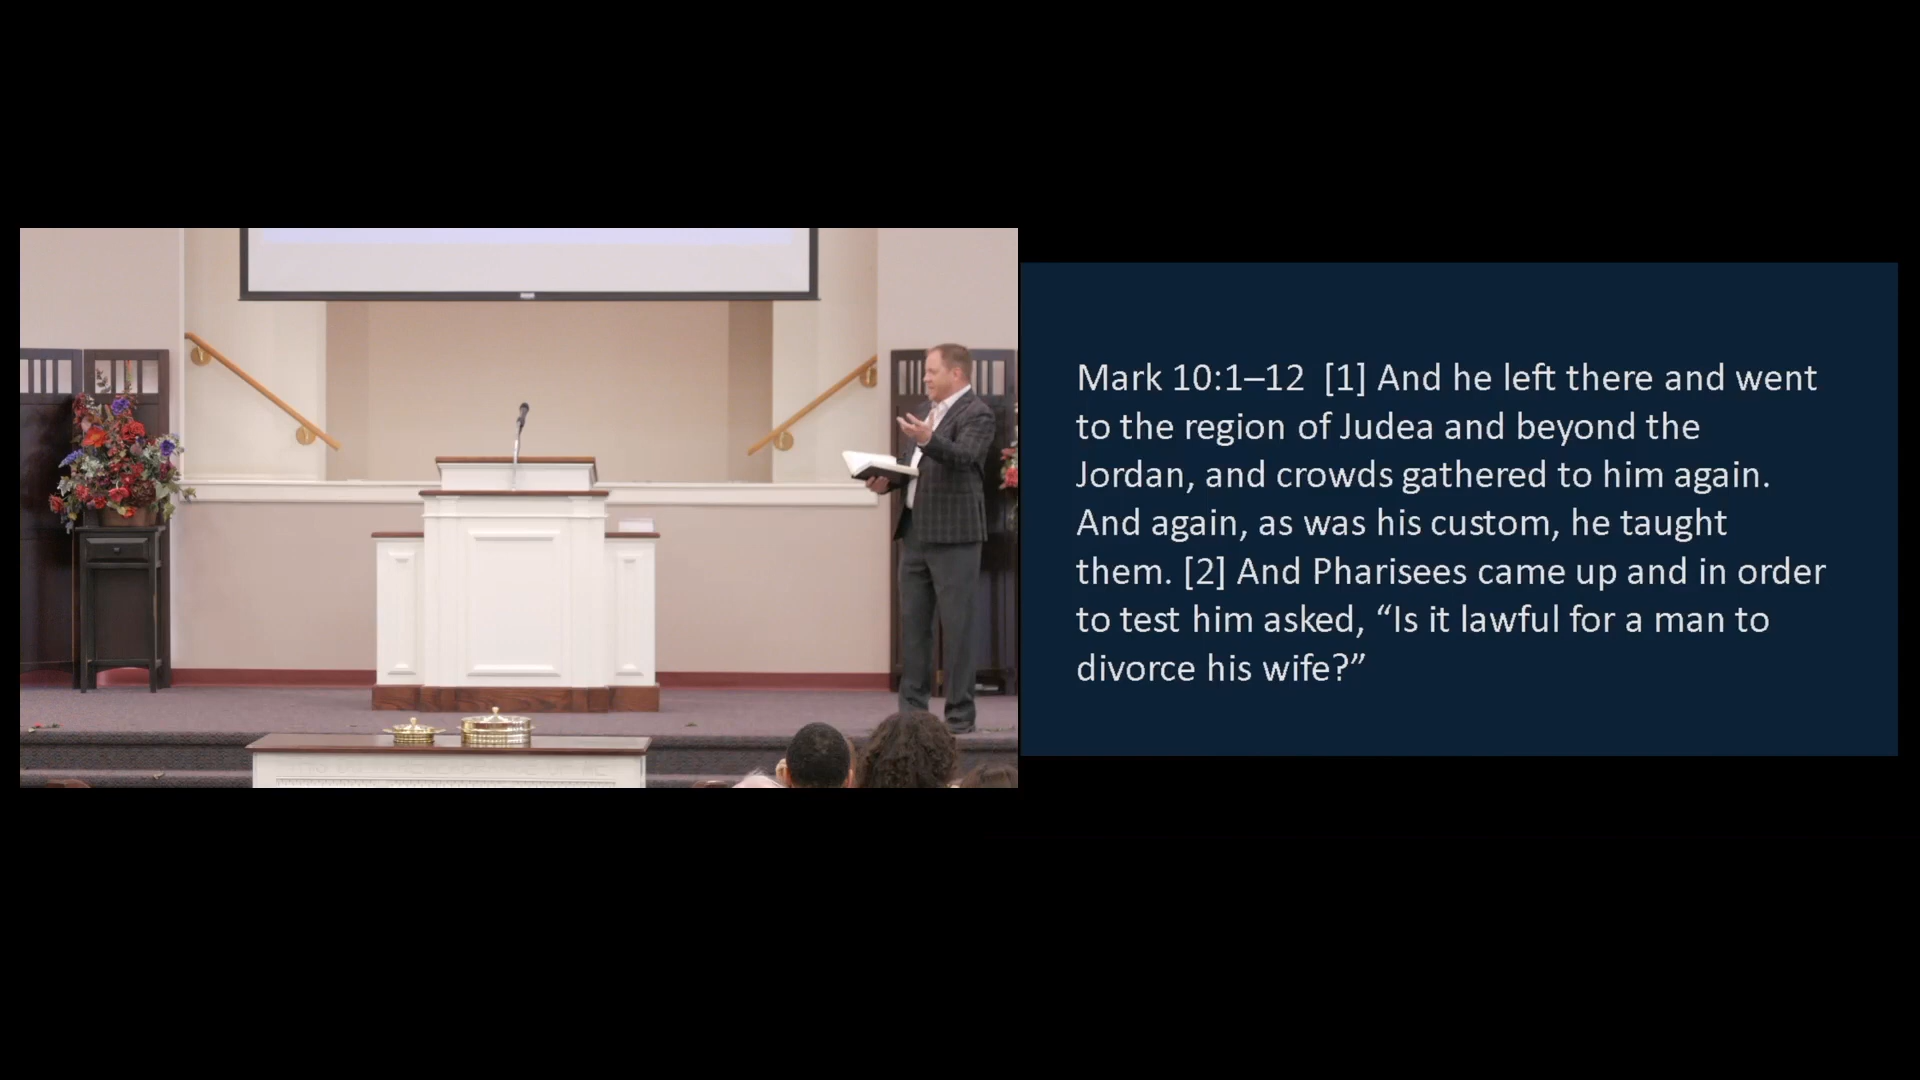 Mark 10:1–12  [1] And he left there and went
to the region of Judea and beyond the
Jordan, and crowds gathered to him again.
And again, as was his custom, he taught
them. [2] And Pharisees came up and in order
to test him asked, “Is it lawful for a man to
divorce his wife?”